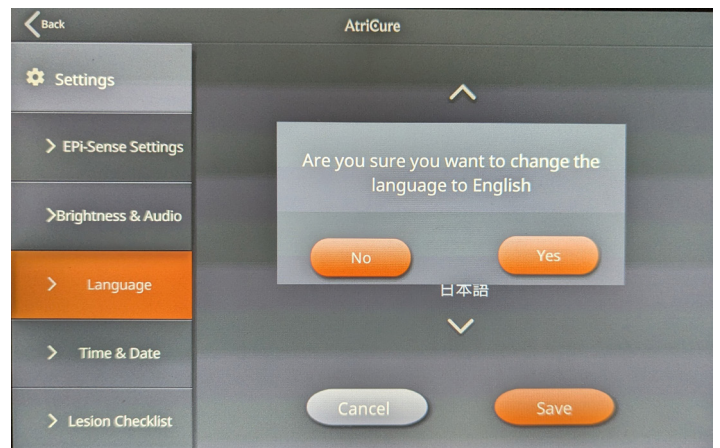 Back
AtriCure
Settings
EPi-Sense Settings
Brightness & Audio
Language
Time & Date
Lesion Checklist
Are you sure you want to change the
language to English
No
Yes
日本語
Cancel
Save